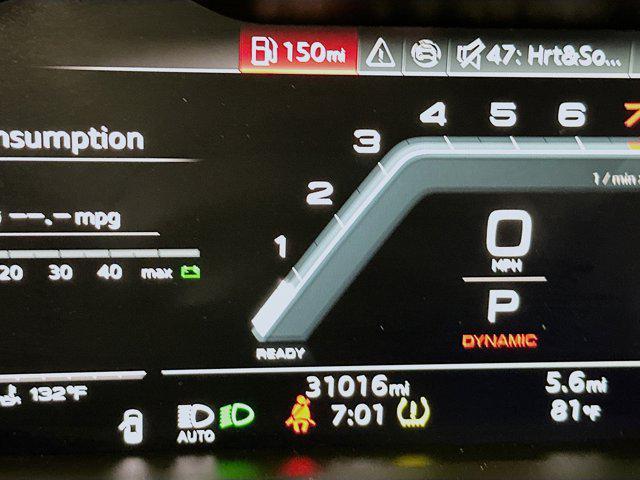 150mi
47: Hrt&So...
nsumption
4 5 6 7
3
1/min
2
--.- mpg
0
MPH
1
20 30 40 max
P
READY
DYNAMIC
132°F
31016mi
5.6mi
AUTO
7:01
81°F